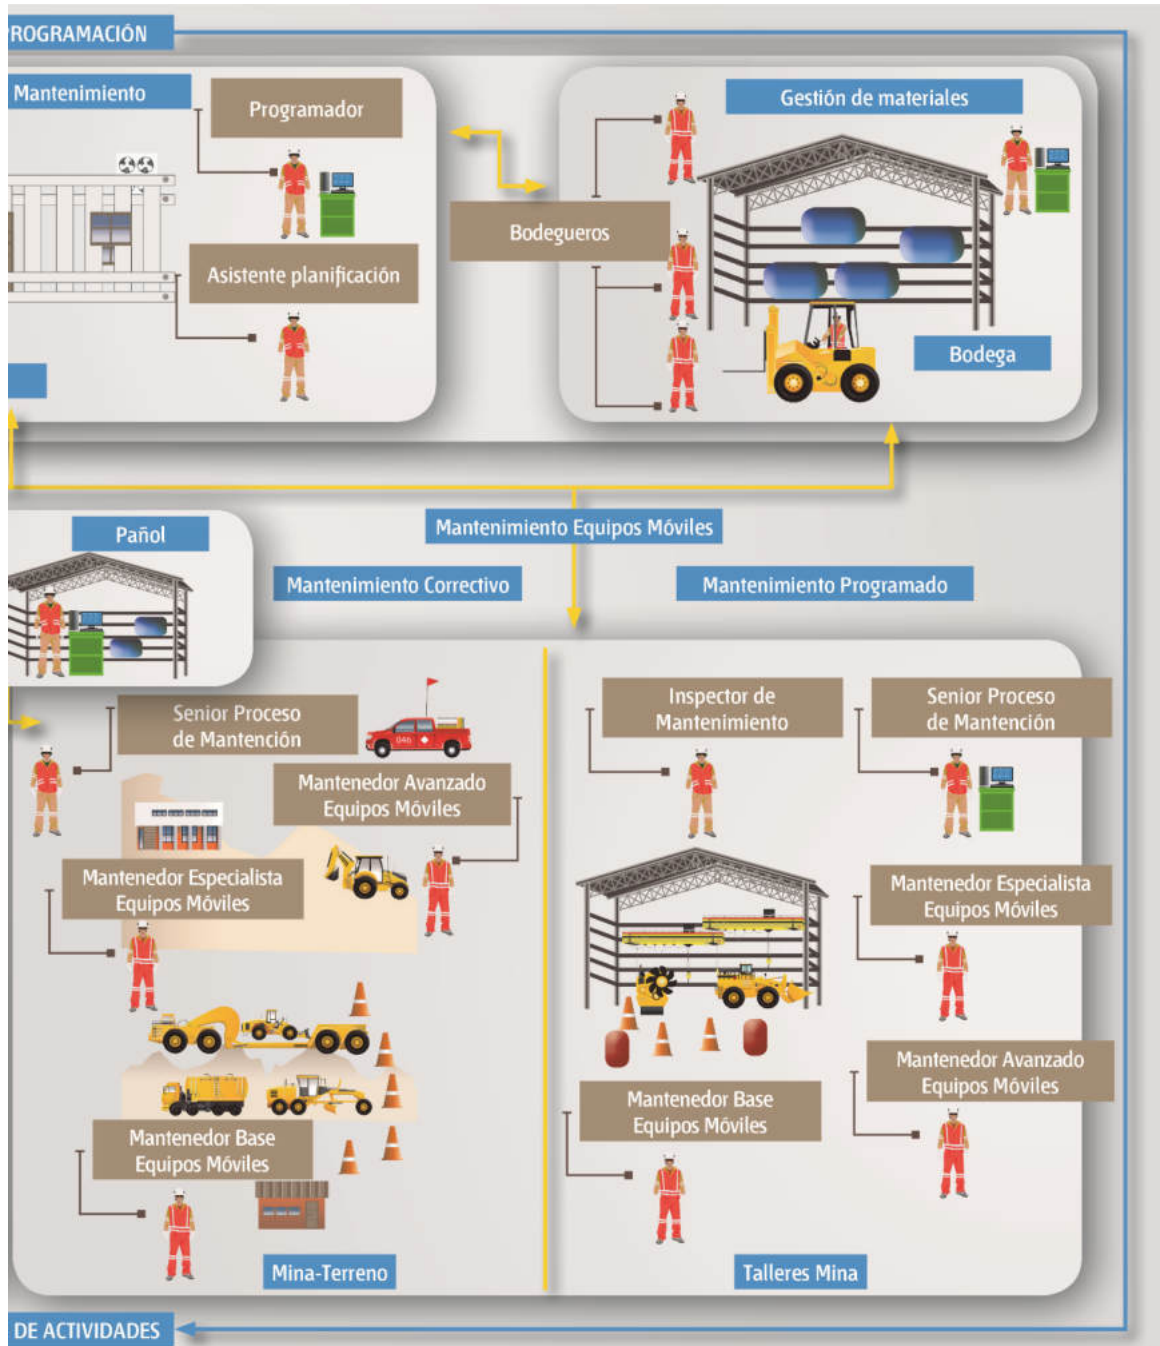 PROGRAMACIÓN
Mantenimiento
Programador
Asistente planificación
Gestión de materiales
Bodegueros
Bodega
Mantenimiento Equipos Móviles
Pañol
Mantenimiento Correctivo
Mantenimiento Programado
Senior Proceso
de Mantención
046
Mantenedor Avanzado
Equipos Móviles
Mantenedor Especialista
Equipos Móviles
Mantenedor Base
Equipos Móviles
Mina-Terreno
Inspector de
Mantenimiento
Senior Proceso
de Mantención
Mantenedor Especialista
Equipos Móviles
Mantenedor Avanzado
Equipos Móviles
Mantenedor Base
Equipos Móviles
Talleres Mina
DE ACTIVIDADES